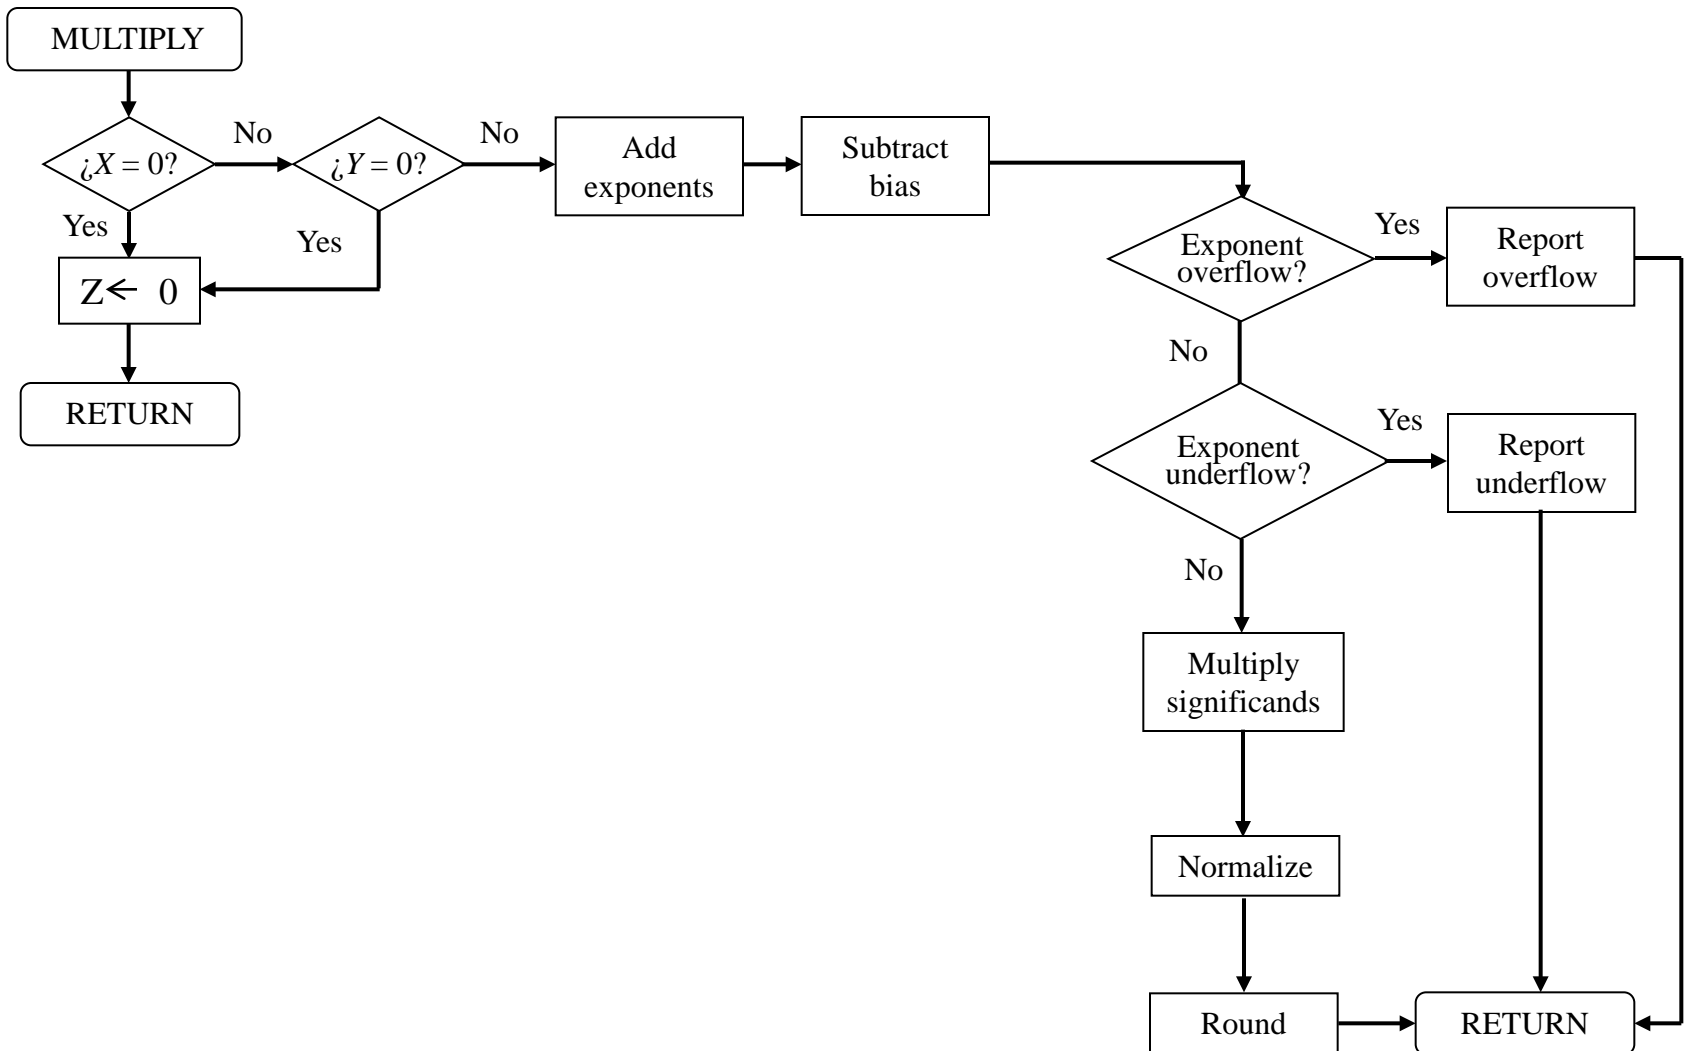 MULTIPLY
¿X = 0?
No
¿Y = 0?
No
Add
exponents
Subtract
bias
Yes
Yes
Z← 0
RETURN
Exponent
overflow?
Yes
Report
overflow
No
Exponent
underflow?
Yes
Report
underflow
No
Multiply
significands
Normalize
Round
RETURN